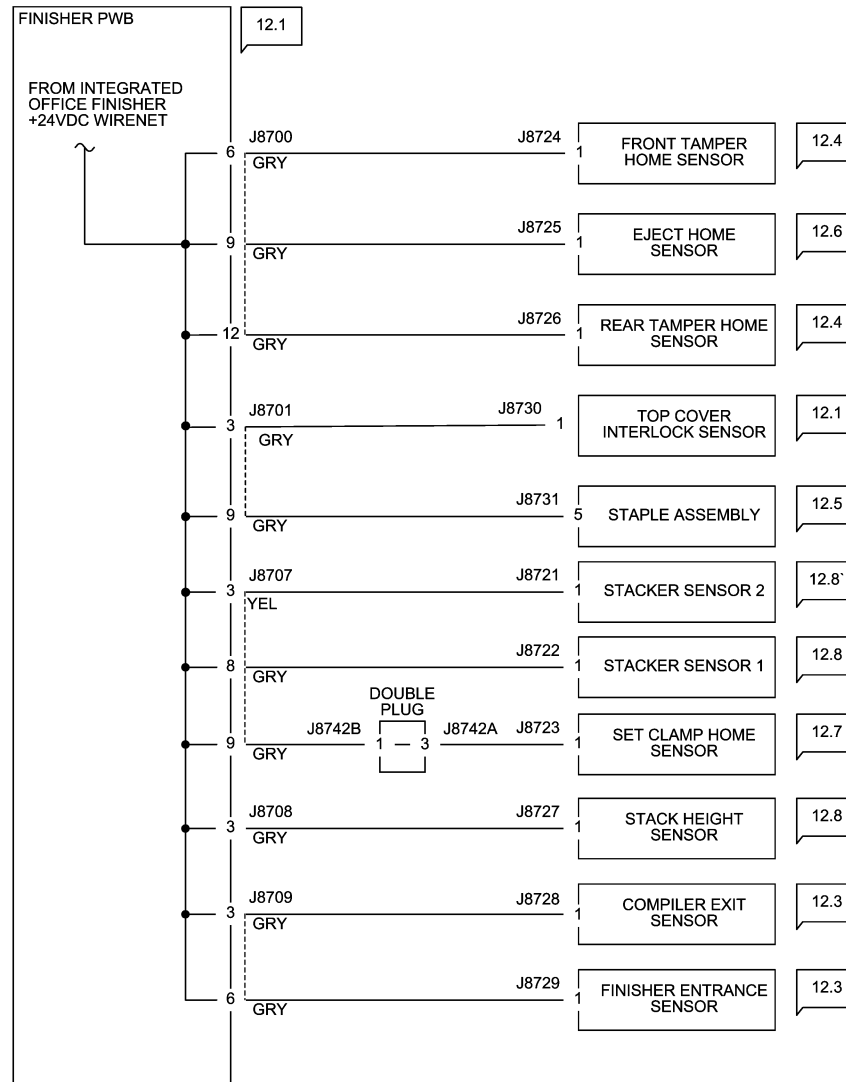 FINISHER PWB
12.1
FROM INTEGRATED
OFFICE FINISHER
+24VDC WIRENET
6
J8700
GRY
J8724
1
FRONT TAMPER
HOME SENSOR
12.4
9
GRY
J8725
1
EJECT HOME
SENSOR
12.6
12
GRY
J8726
1
REAR TAMPER HOME
SENSOR
12.4
3
J8701
GRY
J8730
1
TOP COVER
INTERLOCK SENSOR
12.1
9
GRY
J8731
5
STAPLE ASSEMBLY
12.5
3
J8707
YEL
J8721
1
STACKER SENSOR 2
12.8`
8
GRY
J8722
1
STACKER SENSOR 1
12.8
9
GRY
J8742B
DOUBLE
PLUG
1 – 3
J8742A
J8723
1
SET CLAMP HOME
SENSOR
12.7
3
J8708
GRY
J8727
1
STACK HEIGHT
SENSOR
12.8
3
J8709
GRY
J8728
1
COMPILER EXIT
SENSOR
12.3
6
GRY
J8729
1
FINISHER ENTRANCE
SENSOR
12.3